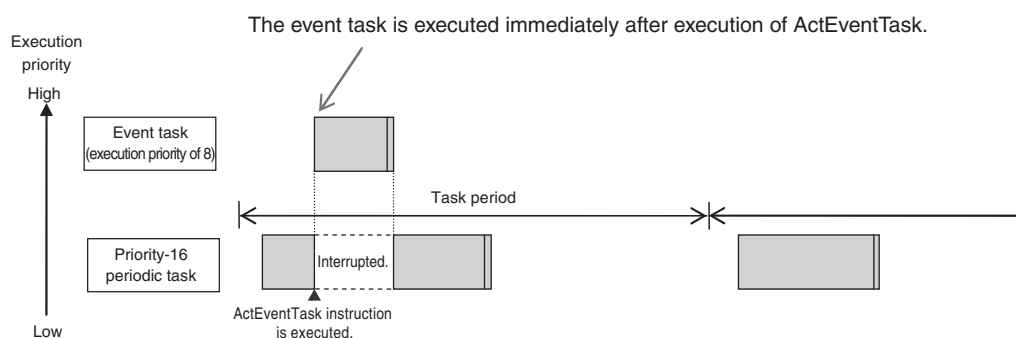 The event task is executed immediately after execution of ActEventTask.
Execution
priority
High
Event task
(execution priority of 8)
Task period
Priority-16
periodic task
Interrupted.
ActEventTask instruction
is executed.
Low